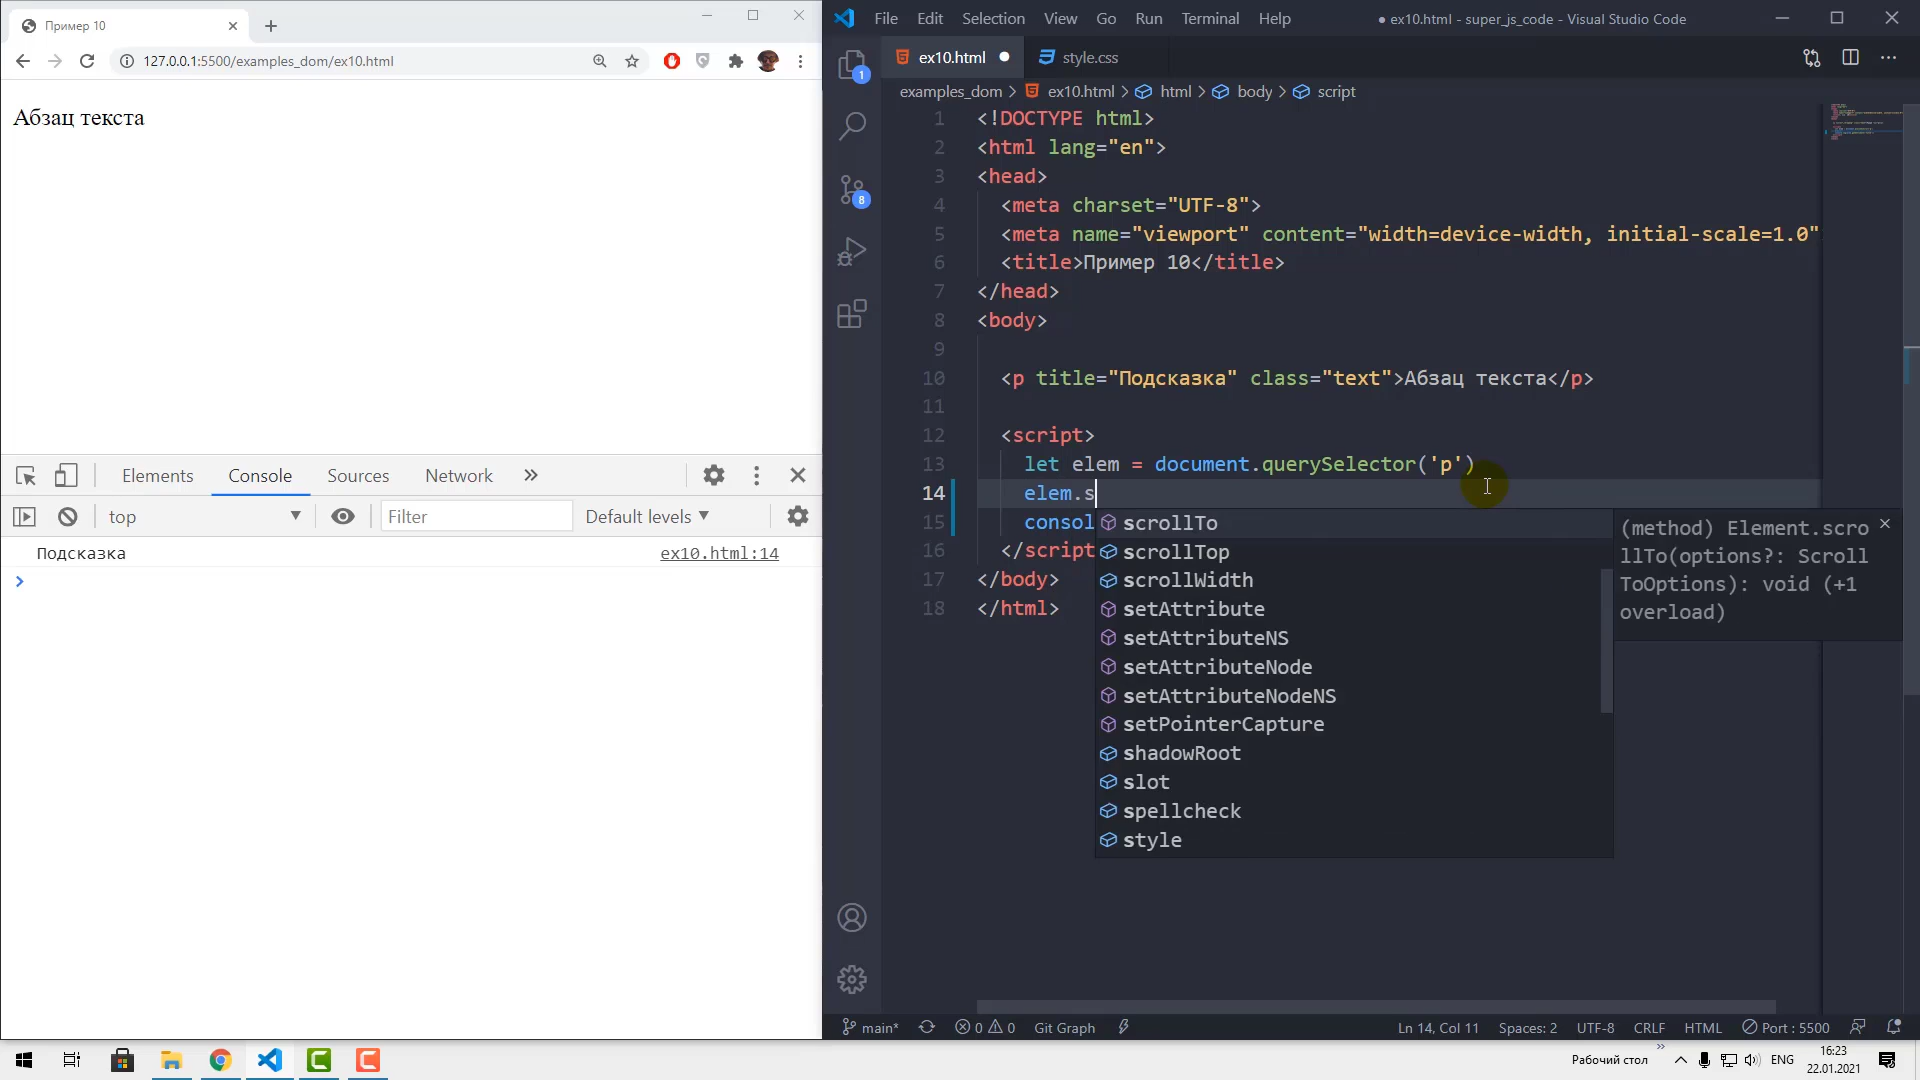 Пример 10
127.0.0.1:5500/examples_dom/ex10.html
Абзац текста
Elements Console Sources Network
top Filter Default levels
Подсказка ex10.html:14
File Edit Selection View Go Run Terminal Help
● ex10.html - super_js_code - Visual Studio Code
ex10.html style.css
examples_dom > ex10.html > html > body > script
1
8
1 <!DOCTYPE html>
2 <html lang="en">
3 <head>
4 <meta charset="UTF-8">
5 <meta name="viewport" content="width=device-width, initial-scale=1.0"
6 <title>Пример 10</title>
7 </head>
8 <body>
9
10 <p title="Подсказка" class="text">Абзац текста</p>
11
12 <script>
13 let elem = document.querySelector('p')
14 elem.s
15 consol
16 </script
17 </body>
18 </html>
scrollTo
scrollTop
scrollWidth
setAttribute
setAttributeNS
setAttributeNode
setAttributeNodeNS
setPointerCapture
shadowRoot
slot
spellcheck
style
(method) Element.scro
llTo(options?: Scroll
ToOptions): void (+1
overload)
main* 0 0 Git Graph Ln 14, Col 11 Spaces: 2 UTF-8 CRLF HTML Port : 5500
Рабочий стол ENG 16:23
22.01.2021